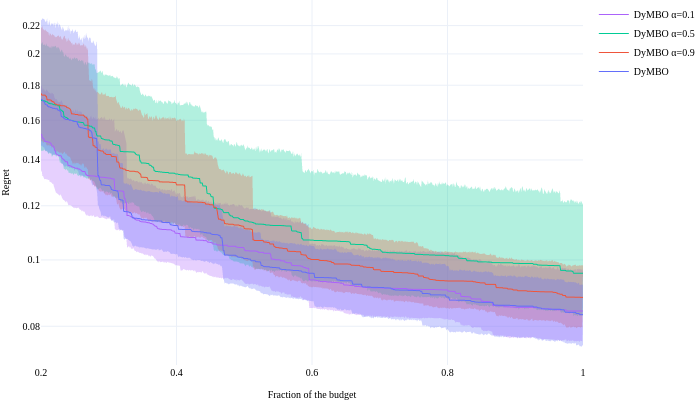 DyMBO α=0.1
DyMBO α=0.5
DyMBO α=0.9
DyMBO
0.22
0.2
0.18
0.16
0.14
0.12
0.1
0.08
Regret
0.2 0.4 0.6 0.8 1
Fraction of the budget